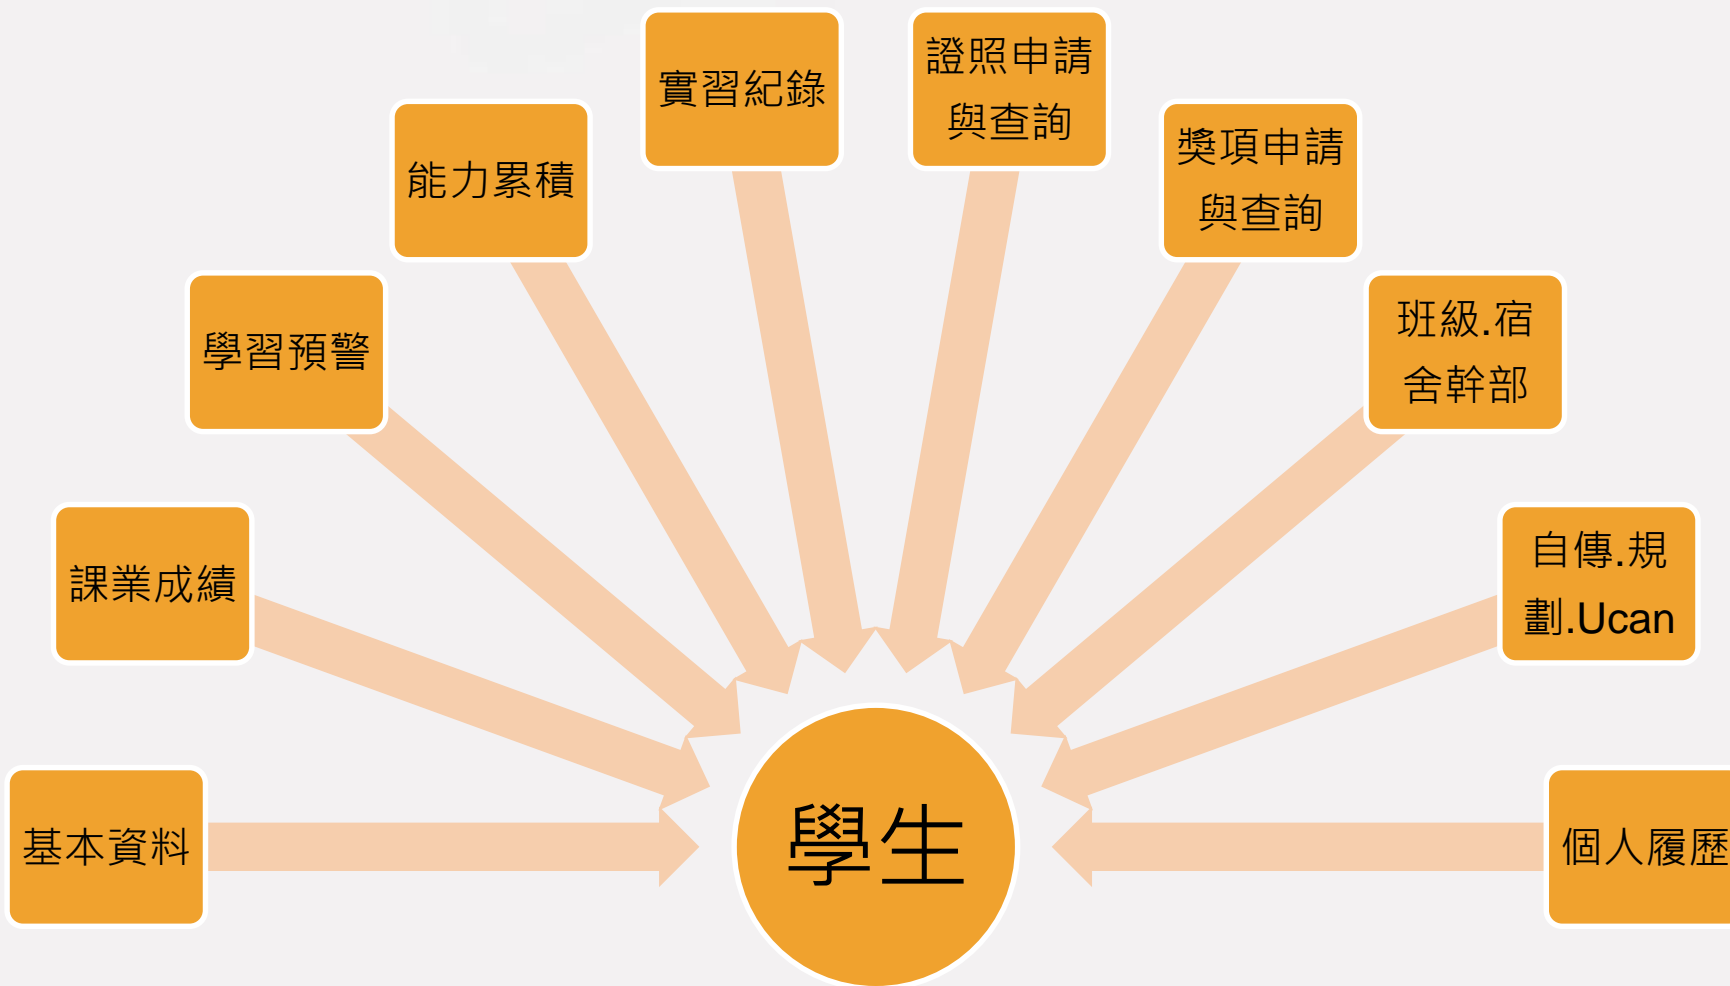 實習紀錄
證照申請
與查詢
能力累積
獎項申請
與查詢
學習預警
班級.宿
舍幹部
課業成績
自傳.規
劃.Ucan
基本資料
學生
個人履歷